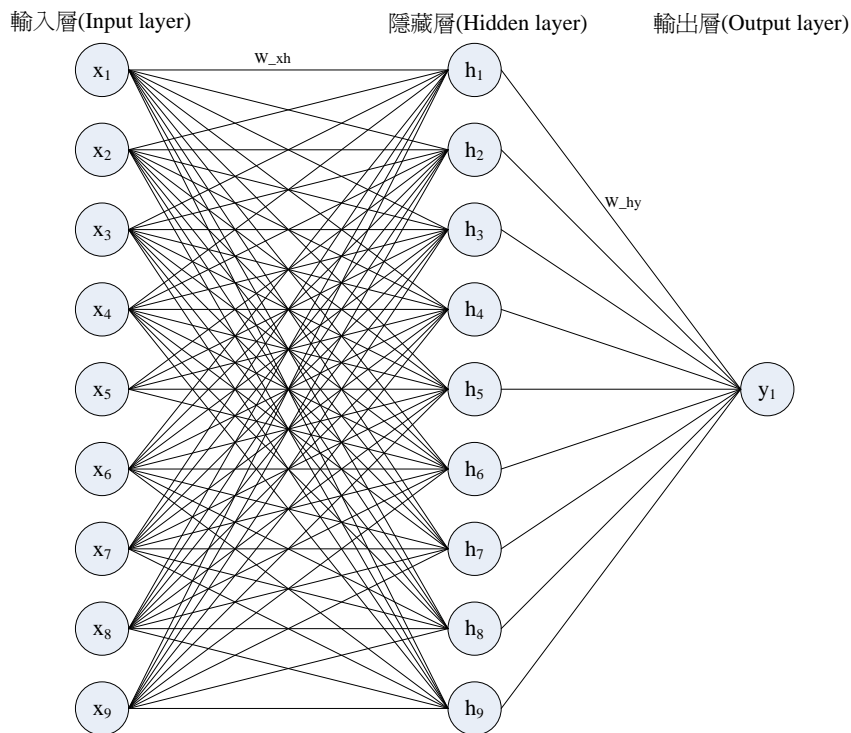 輸入層(Input layer)
隱藏層(Hidden layer)
輸出層(Output layer)
W_xh
W_hy
x₁
x₂
x₃
x₄
x₅
x₆
x₇
x₈
x₉
h₁
h₂
h₃
h₄
h₅
h₆
h₇
h₈
h₉
y₁